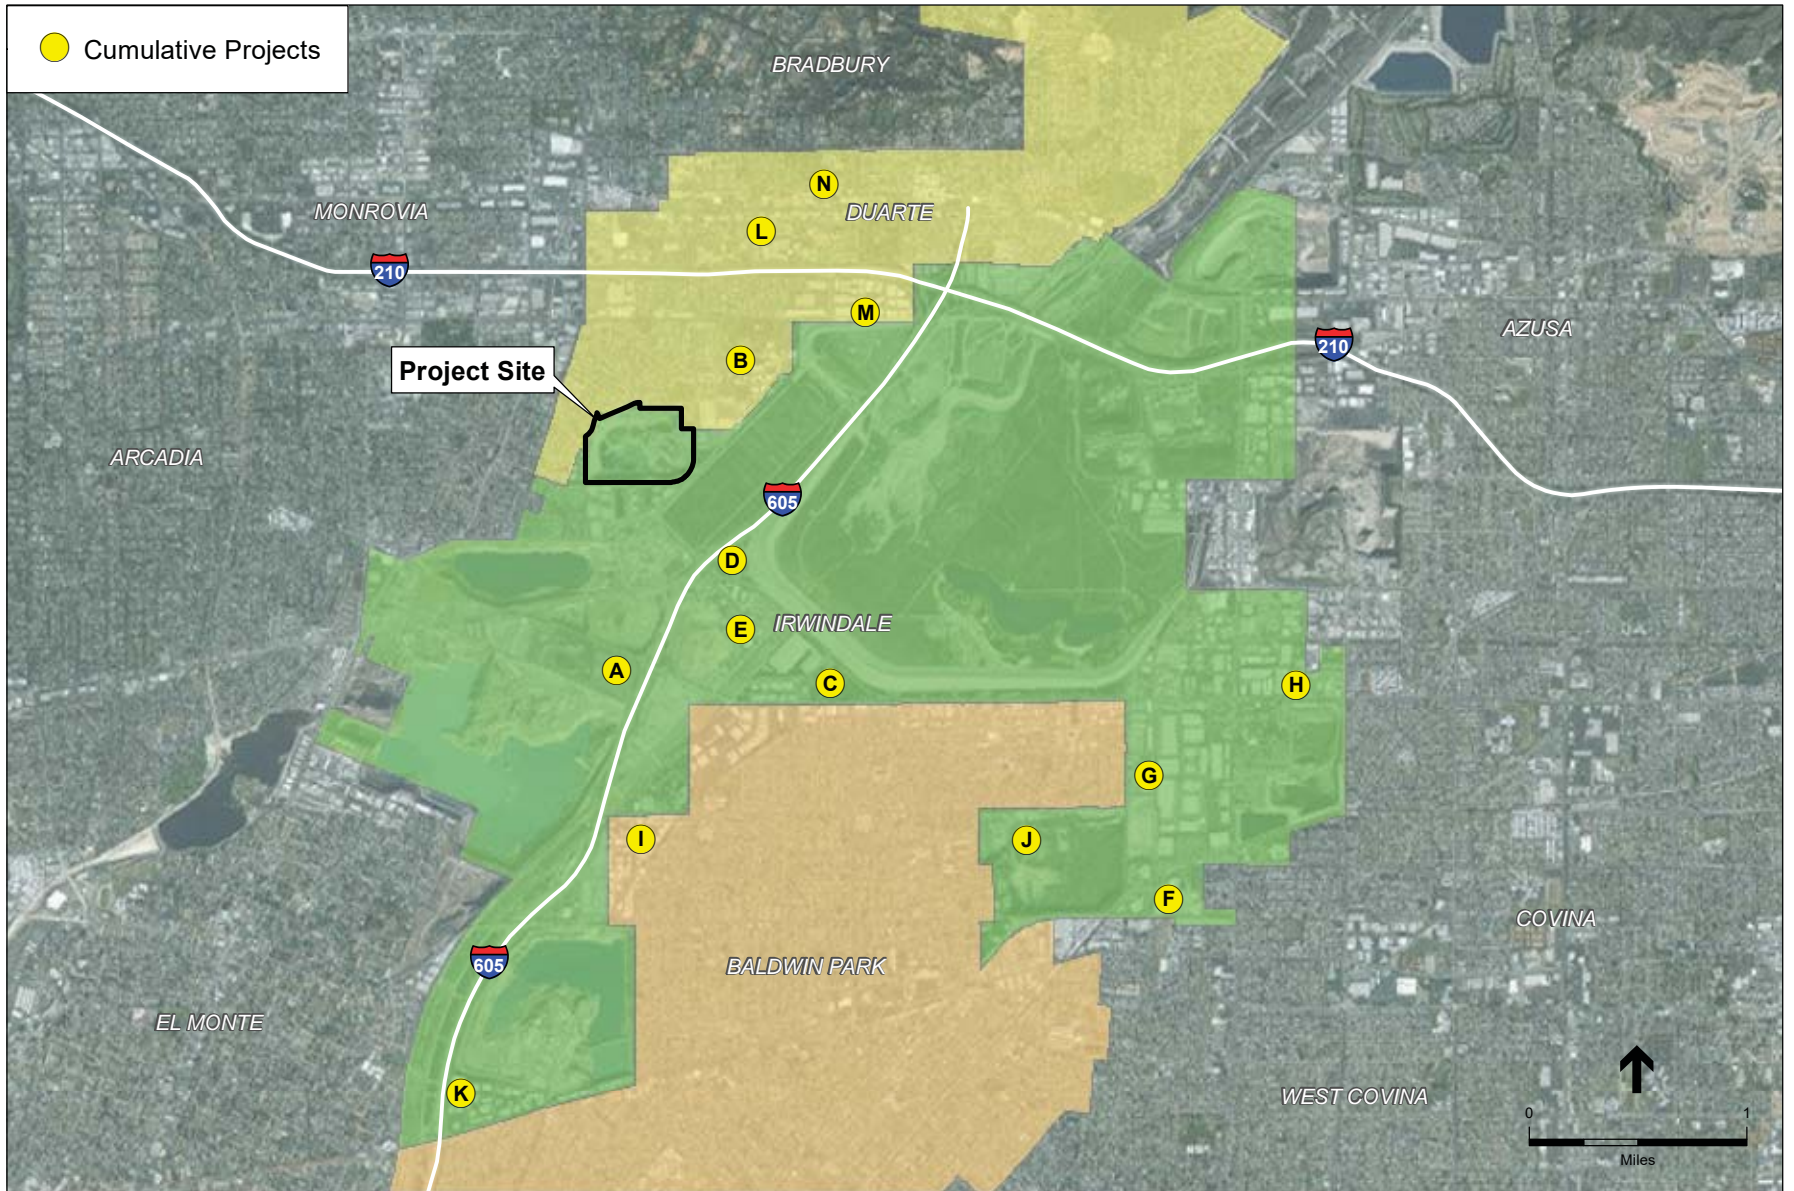 Cumulative Projects
BRADBURY
N
MONROVIA
DUARTE
L
210
M
AZUSA
210
B
Project Site
ARCADIA
605
D
IRWINDALE
E
A
C
H
G
I
J
F
COVINA
BALDWIN PARK
605
EL MONTE
K
WEST COVINA
0 1
Miles